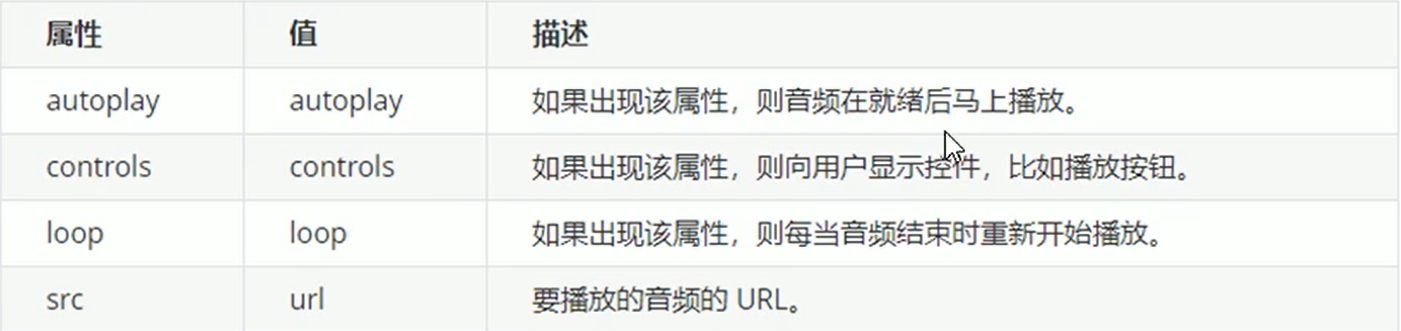 属性 值 描述
autoplay autoplay 如果出现该属性，则音频在就绪后马上播放。
controls controls 如果出现该属性，则向用户显示控件，比如播放按钮。
loop loop 如果出现该属性，则每当音频结束时重新开始播放。
src url 要播放的音频的 URL。